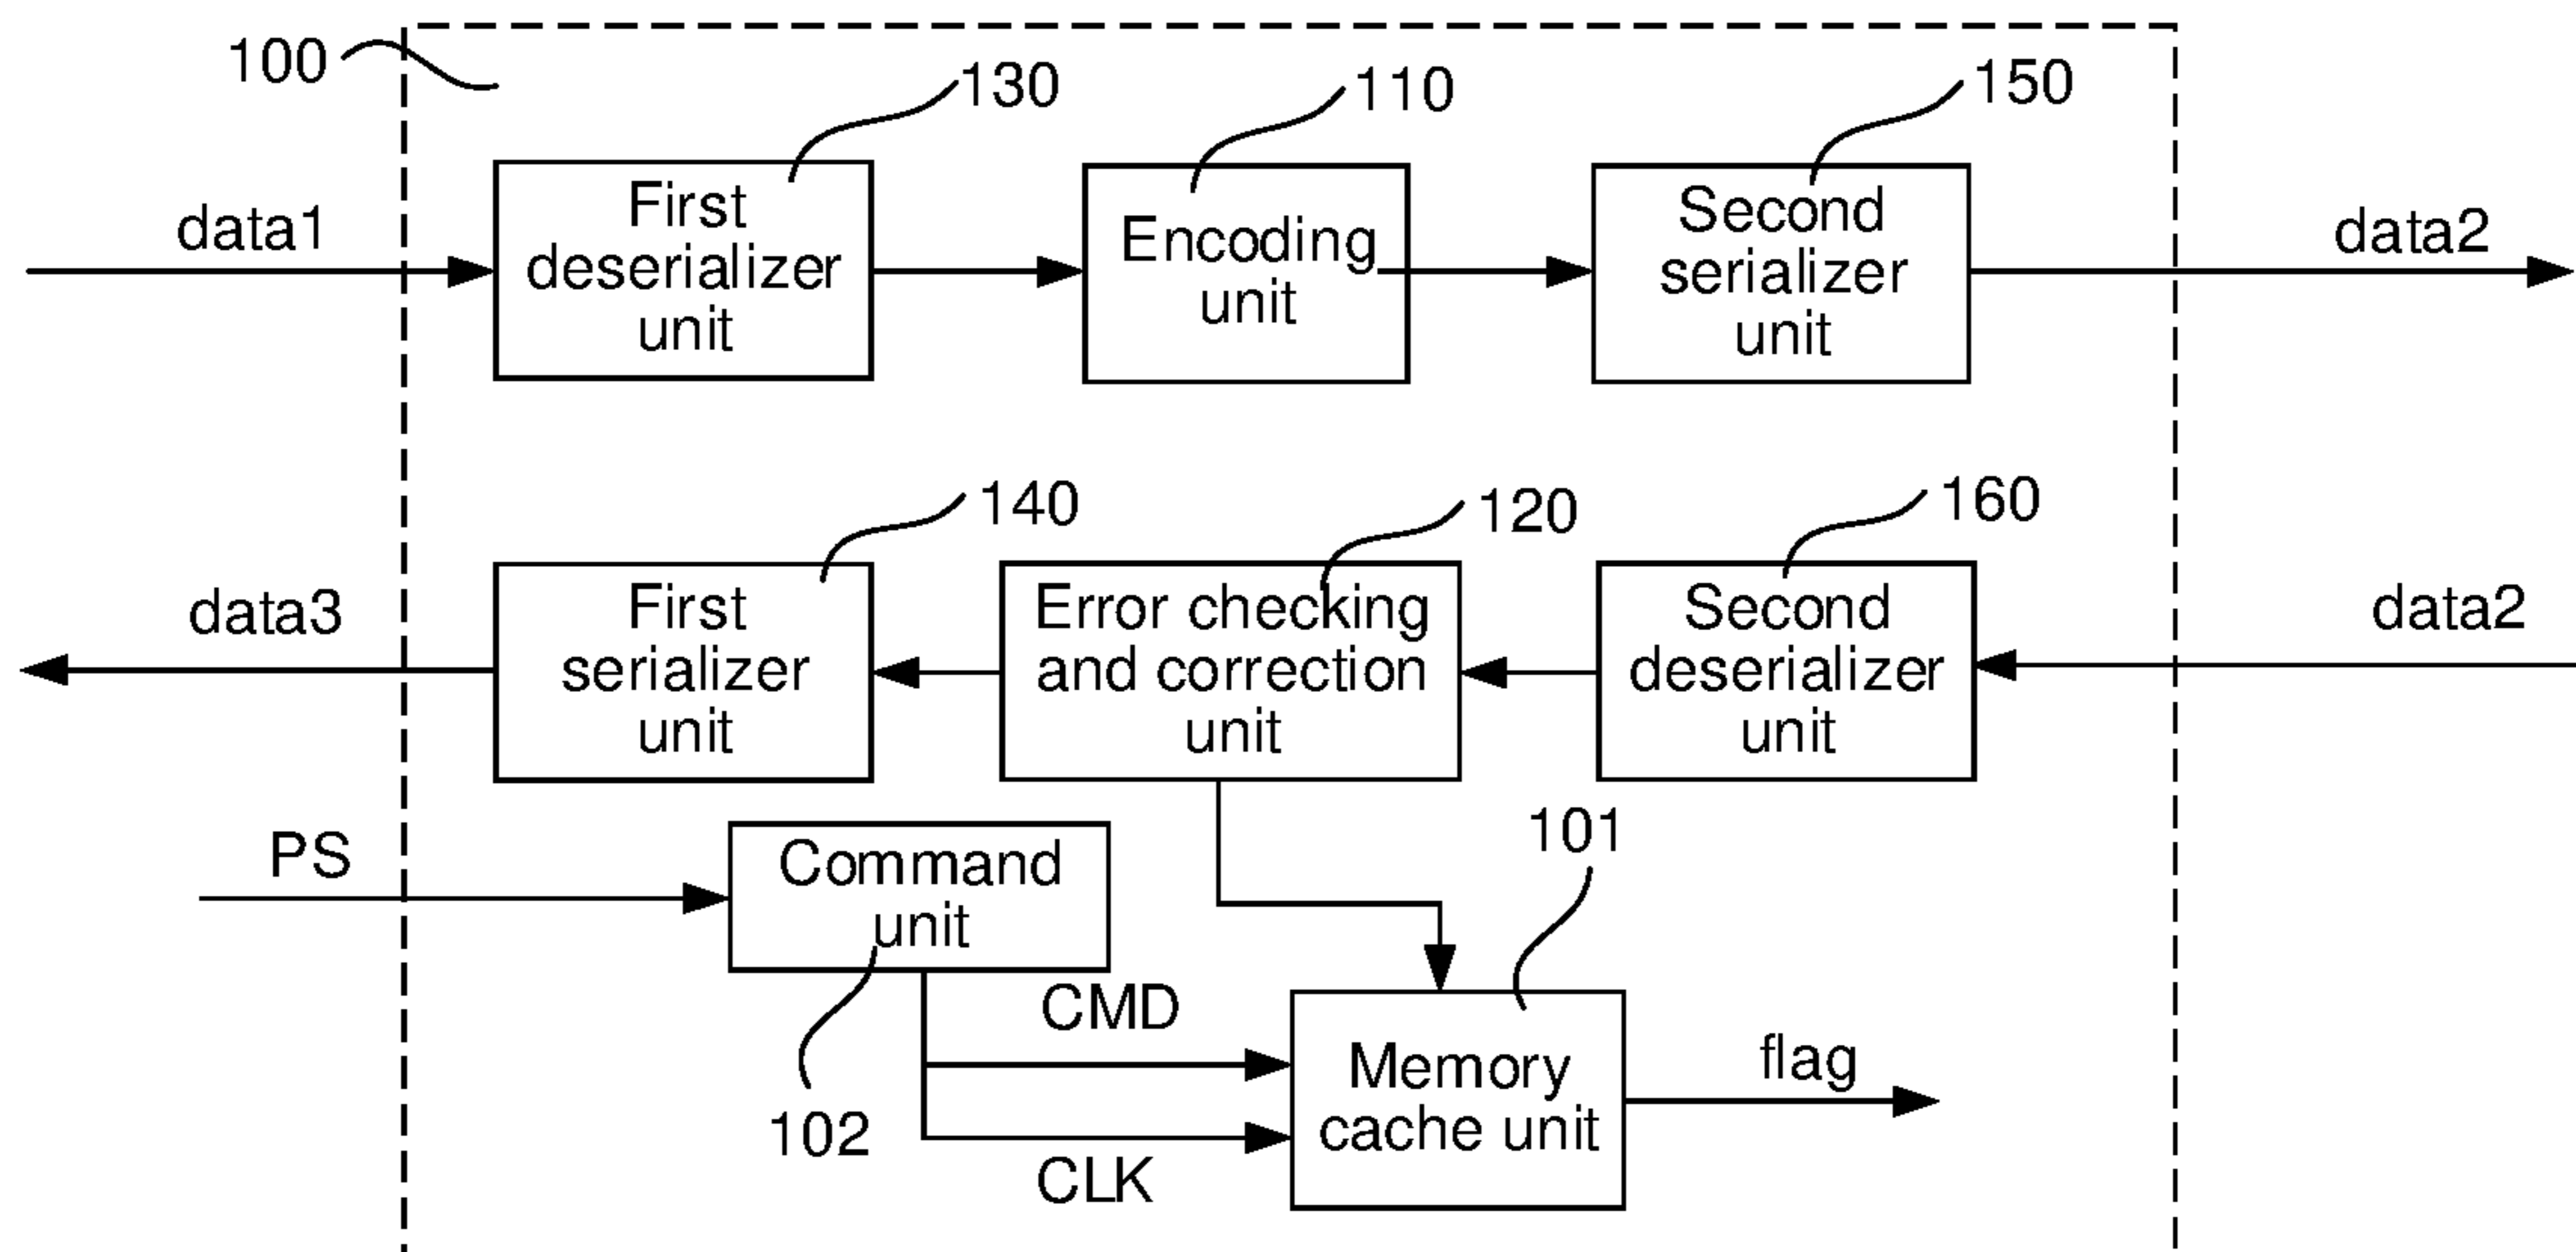 100
130
110
150
data1
First
deserializer
unit
Encoding
unit
Second
serializer
unit
data2
140
120
160
data3
First
serializer
unit
Error checking
and correction
unit
Second
deserializer
unit
data2
PS
Command
unit
101
CMD
102
CLK
Memory
cache unit
flag